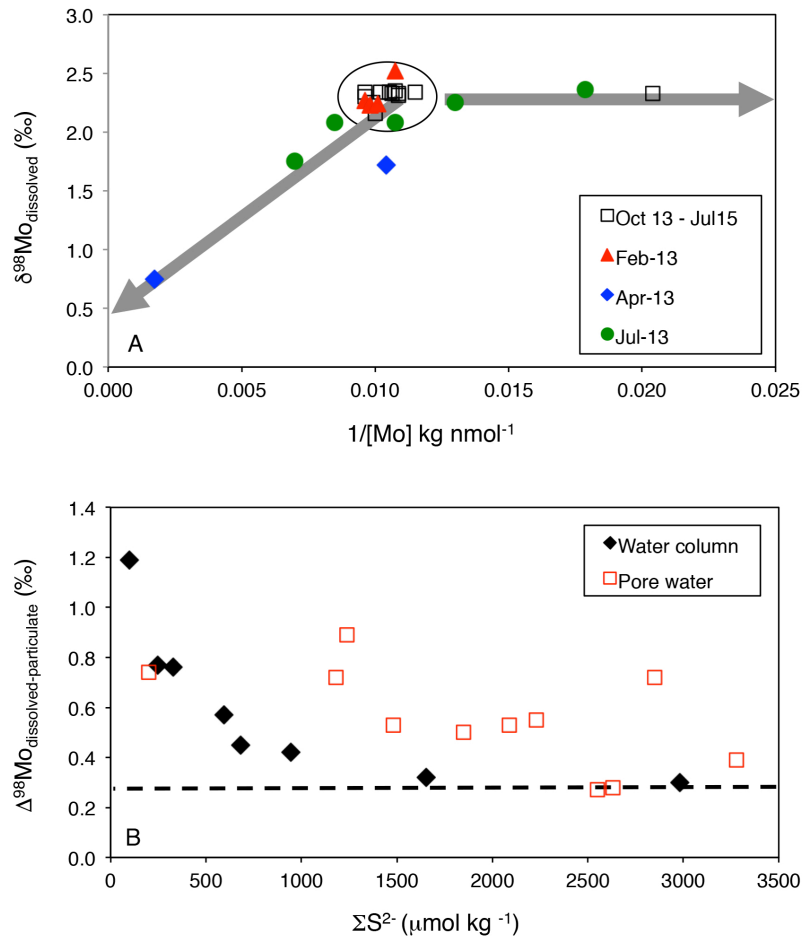 3.0
2.5
2.0
1.5
1.0
0.5
0.0
δ⁹⁸Mo_dissolved (‰)
Oct 13 - Jul15
Feb-13
Apr-13
Jul-13
A
0.000 0.005 0.010 0.015 0.020 0.025
1/[Mo] kg nmol⁻¹
1.4
1.2
1.0
0.8
0.6
0.4
0.2
0.0
Δ⁹⁸Mo_dissolved-particulate (‰)
Water column
Pore water
B
0 500 1000 1500 2000 2500 3000 3500
ΣS²⁻ (μmol kg ⁻¹)